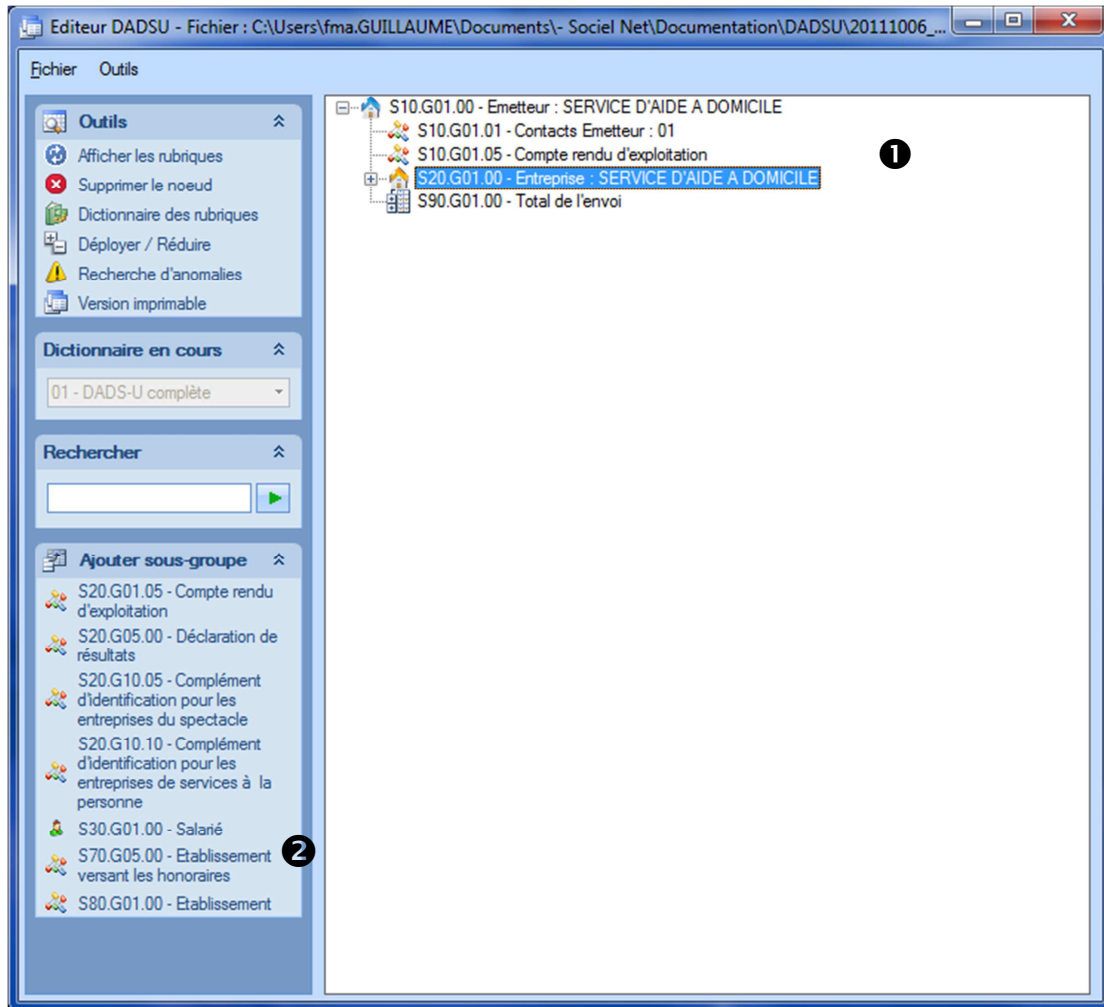 Editeur DADSU - Fichier : C:\Users\fma.GUILLAUME\Documents\- Sociel Net\Documentation\DADSU\20111006_...
Fichier Outils
Outils
Afficher les rubriques
Supprimer le noeud
Dictionnaire des rubriques
Déployer / Réduire
Recherche d'anomalies
Version imprimable
Dictionnaire en cours
01 - DADS-U complète
Rechercher
Ajouter sous-groupe
S20.G01.05 - Compte rendu
d'exploitation
S20.G05.00 - Déclaration de
résultats
S20.G10.05 - Complément
d'identification pour les
entreprises du spectacle
S20.G10.10 - Complément
d'identification pour les
entreprises de services à la
personne
S30.G01.00 - Salarié
S70.G05.00 - Etablissement
versant les honoraires
S80.G01.00 - Etablissement
❷
S10.G01.00 - Emetteur : SERVICE D'AIDE A DOMICILE
S10.G01.01 - Contacts Emetteur : 01
S10.G01.05 - Compte rendu d'exploitation
S20.G01.00 - Entreprise : SERVICE D'AIDE A DOMICILE
S90.G01.00 - Total de l'envoi
❶